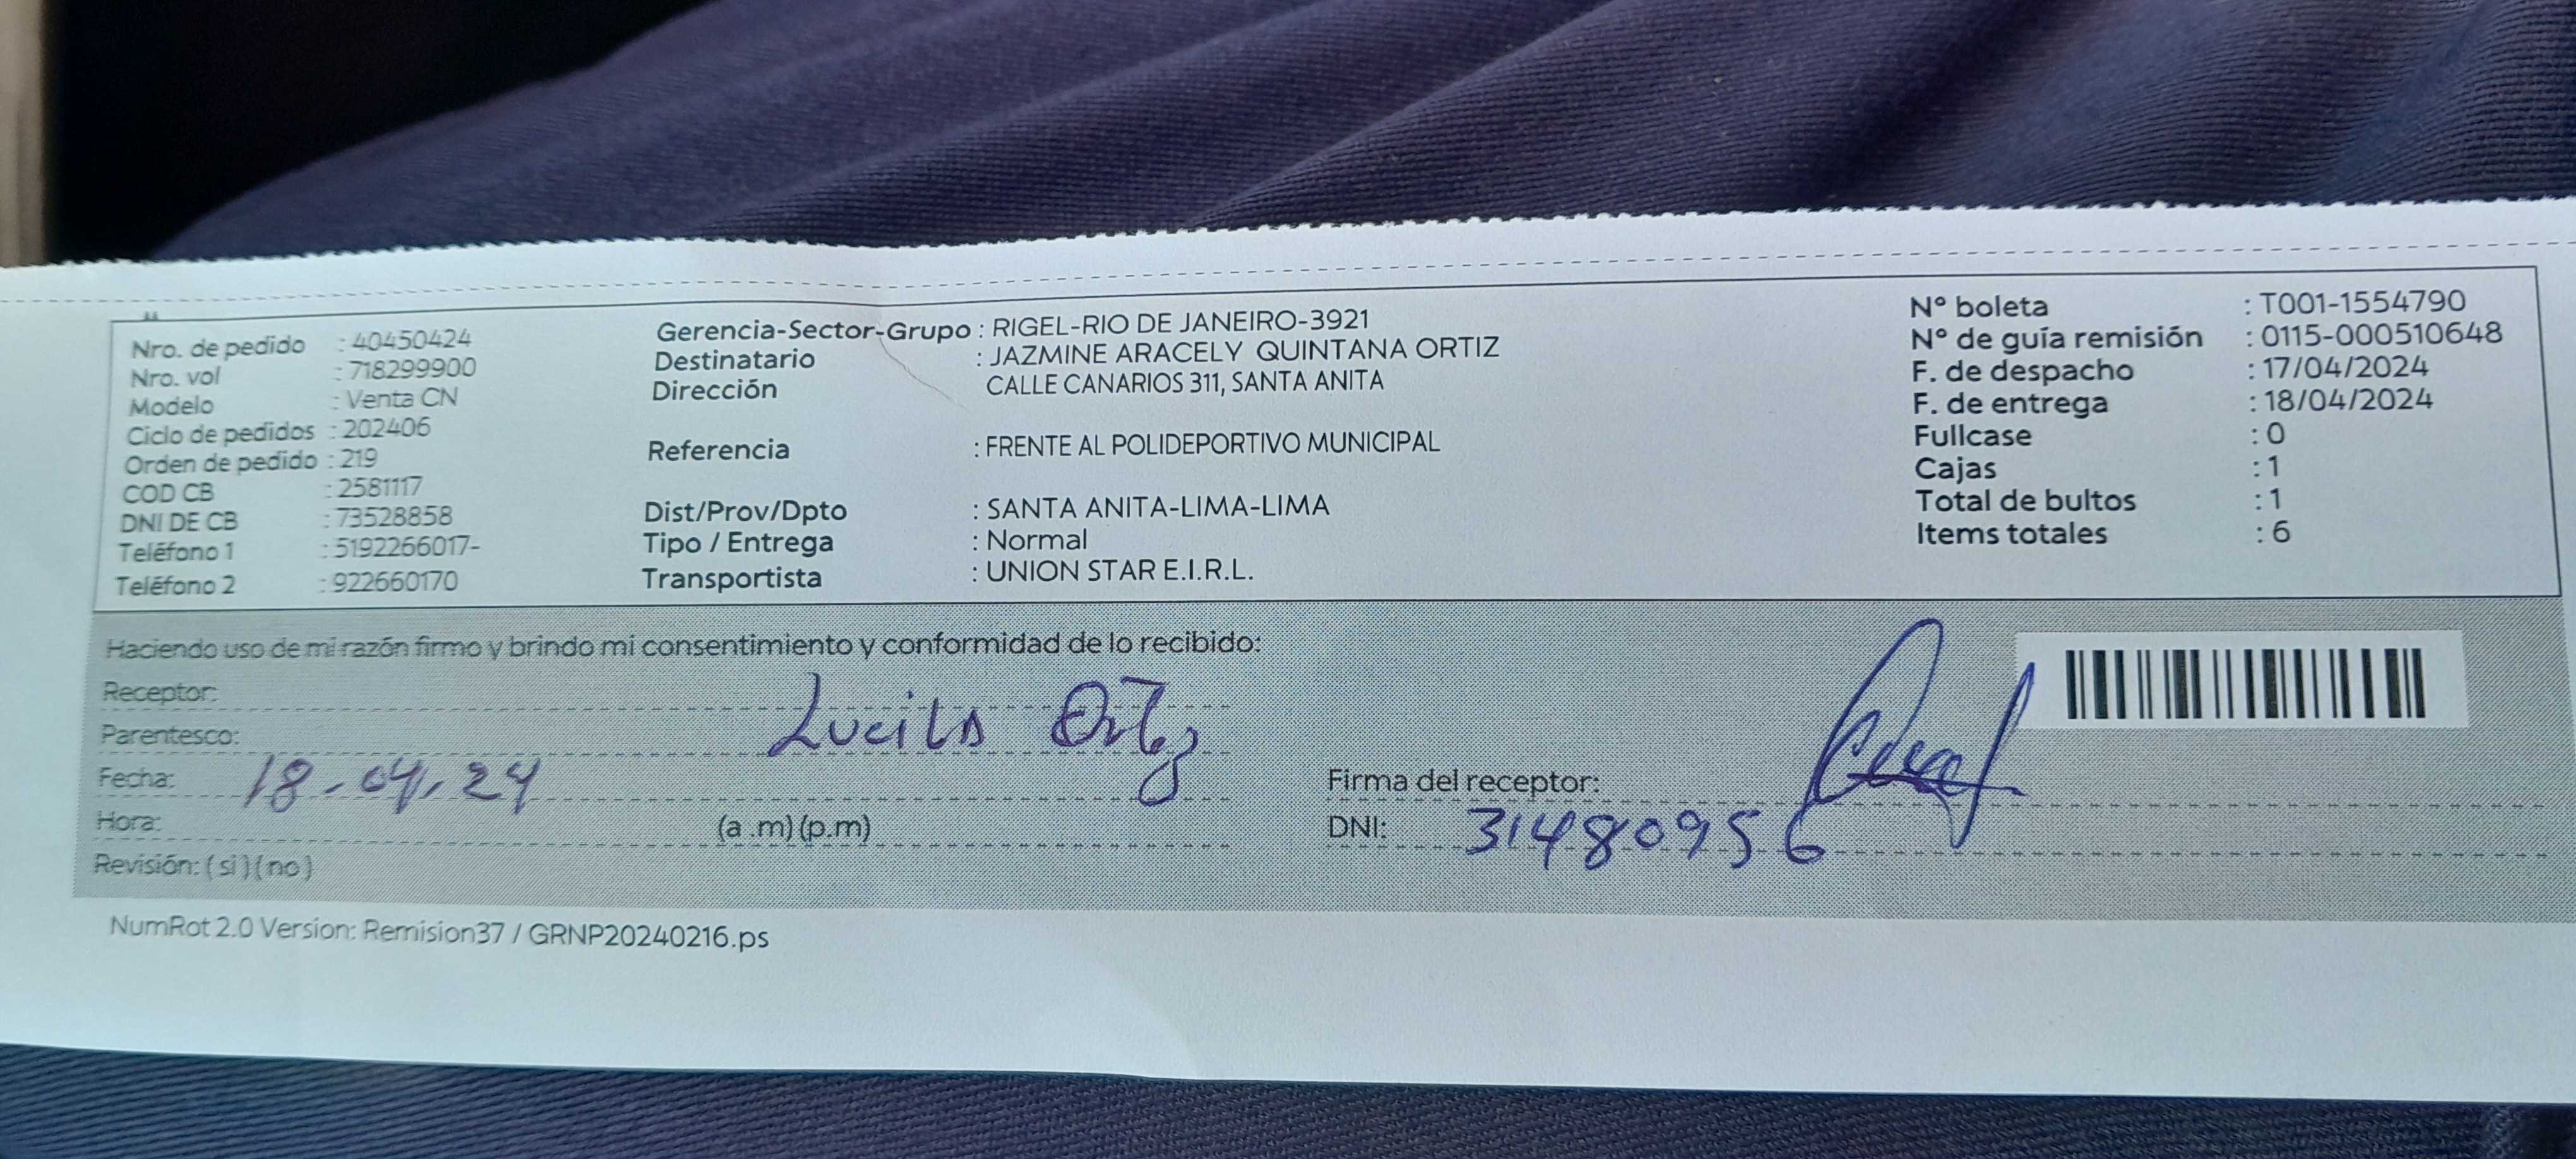 Nro. de pedido : 40450424
Nro. vol : 718299900
Modelo : Venta CN
Ciclo de pedidos : 202406
Orden de pedido : 219
COD CB : 2581117
DNI DE CB : 73528858
Teléfono 1 : 5192266017-
Teléfono 2 : 922660170
Gerencia-Sector-Grupo : RIGEL-RIO DE JANEIRO-3921
Destinatario : JAZMINE ARACELY QUINTANA ORTIZ
Dirección CALLE CANARIOS 311, SANTA ANITA
Referencia : FRENTE AL POLIDEPORTIVO MUNICIPAL
Dist/Prov/Dpto : SANTA ANITA-LIMA-LIMA
Tipo / Entrega : Normal
Transportista : UNION STAR E.I.R.L.
N° boleta : T001-1554790
N° de guía remisión : 0115-000510648
F. de despacho : 17/04/2024
F. de entrega : 18/04/2024
Fullcase : 0
Cajas : 1
Total de bultos : 1
Items totales : 6
Haciendo uso de mi razón firmo y brindo mi consentimiento y conformidad de lo recibido:
Receptor:
Lucila Ortiz
Parentesco:
Fecha: 18-04-24
Hora: (a .m) (p.m)
Revisión: ( si ) ( no )
Firma del receptor:
DNI: 31480956
NumRot 2.0 Version: Remision37 / GRNP20240216.ps